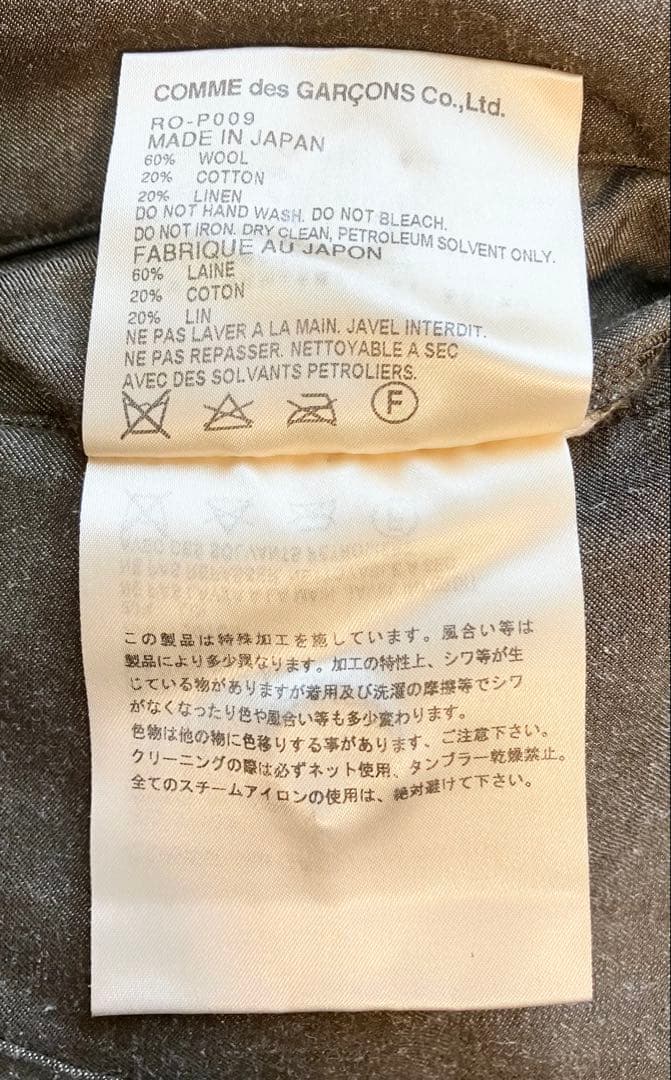 COMME des GARÇONS Co.,Ltd.
RO-P009
MADE IN JAPAN
60% WOOL
20% COTTON
20% LINEN
DO NOT HAND WASH. DO NOT BLEACH.
DO NOT IRON. DRY CLEAN, PETROLEUM SOLVENT ONLY.
FABRIQUE AU JAPON
60% LAINE
20% COTON
20% LIN
NE PAS LAVER A LA MAIN. JAVEL INTERDIT.
NE PAS REPASSER. NETTOYABLE A SEC
AVEC DES SOLVANTS PETROLIERS.
F
この製品は特殊加工を施しています。風合い等は
製品により多少異なります。加工の特性上、シワ等が生
じている物がありますが着用及び洗濯の摩擦等でシワ
がなくなったり色や風合い等も多少変わります。
色物は他の物に色移りする事があります、ご注意下さい。
クリーニングの際は必ずネット使用、タンブラー乾燥禁止。
全てのスチームアイロンの使用は、絶対避けて下さい。